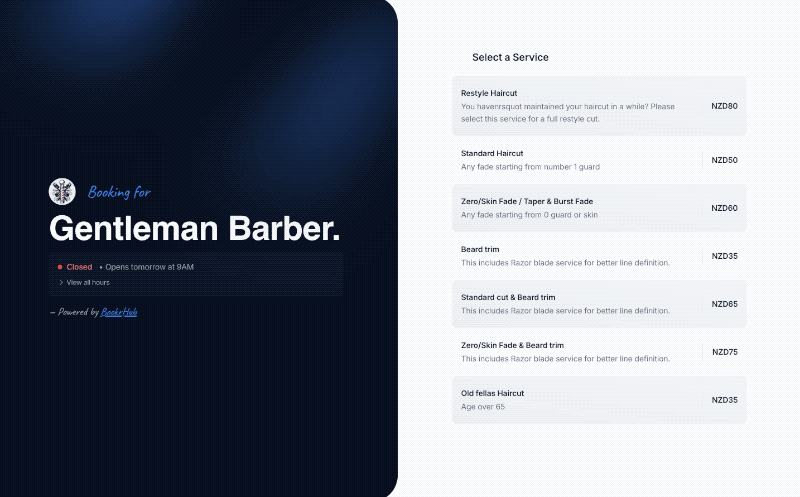 Booking for
Gentleman Barber.
Closed • Opens tomorrow at 9AM
View all hours
— Powered by BookrHub
Select a Service
Restyle Haircut
You havenrsquot maintained your haircut in a while? Please
select this service for a full restyle cut.
NZD80
Standard Haircut
Any fade starting from number 1 guard
NZD50
Zero/Skin Fade / Taper & Burst Fade
Any fade starting from 0 guard or skin
NZD60
Beard trim
This includes Razor blade service for better line definition.
NZD35
Standard cut & Beard trim
This includes Razor blade service for better line definition.
NZD65
Zero/Skin Fade & Beard trim
This includes Razor blade service for better line definition.
NZD75
Old fellas Haircut
Age over 65
NZD35